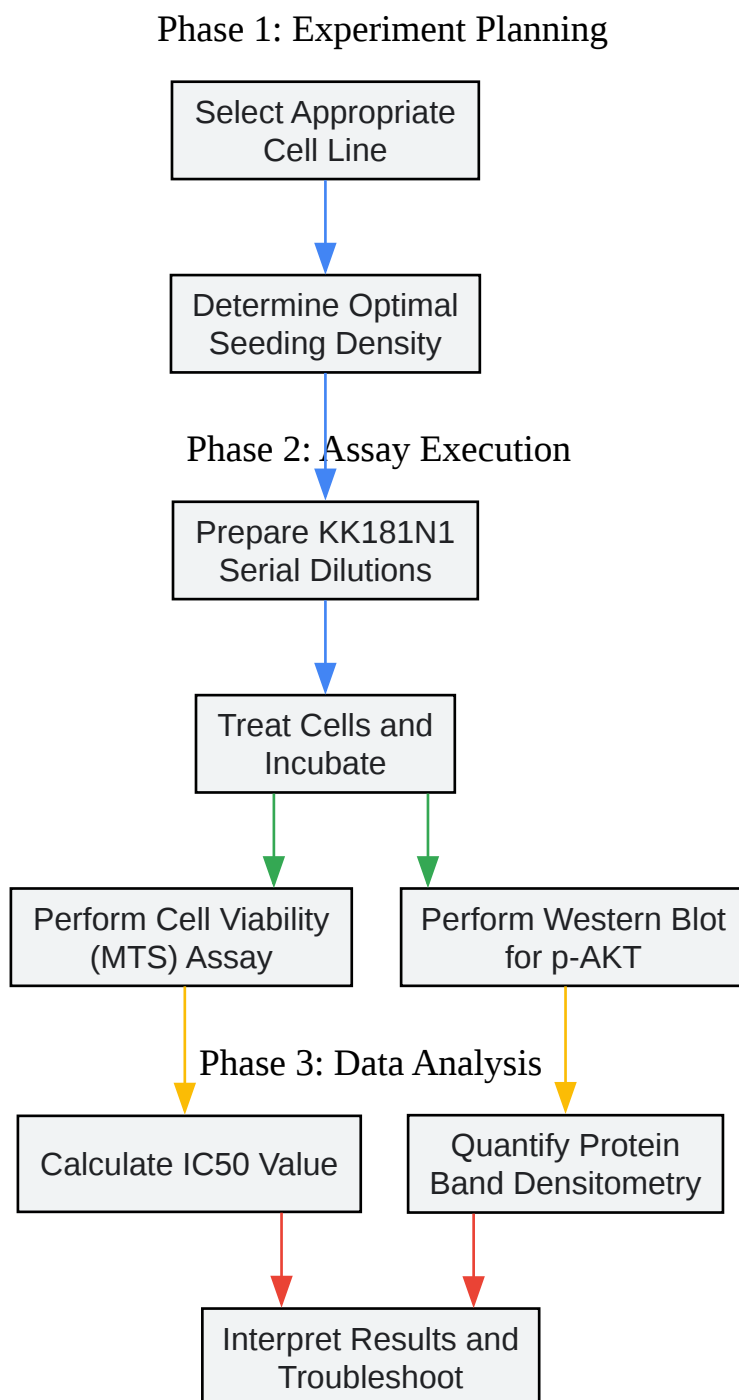 Phase 1: Experiment Planning
Select Appropriate
Cell Line
Determine Optimal
Seeding Density
Phase 2: Assay Execution
Prepare KK181N1
Serial Dilutions
Treat Cells and
Incubate
Perform Cell Viability
(MTS) Assay
Perform Western Blot
for p-AKT
Phase 3: Data Analysis
Calculate IC50 Value
Quantify Protein
Band Densitometry
Interpret Results and
Troubleshoot